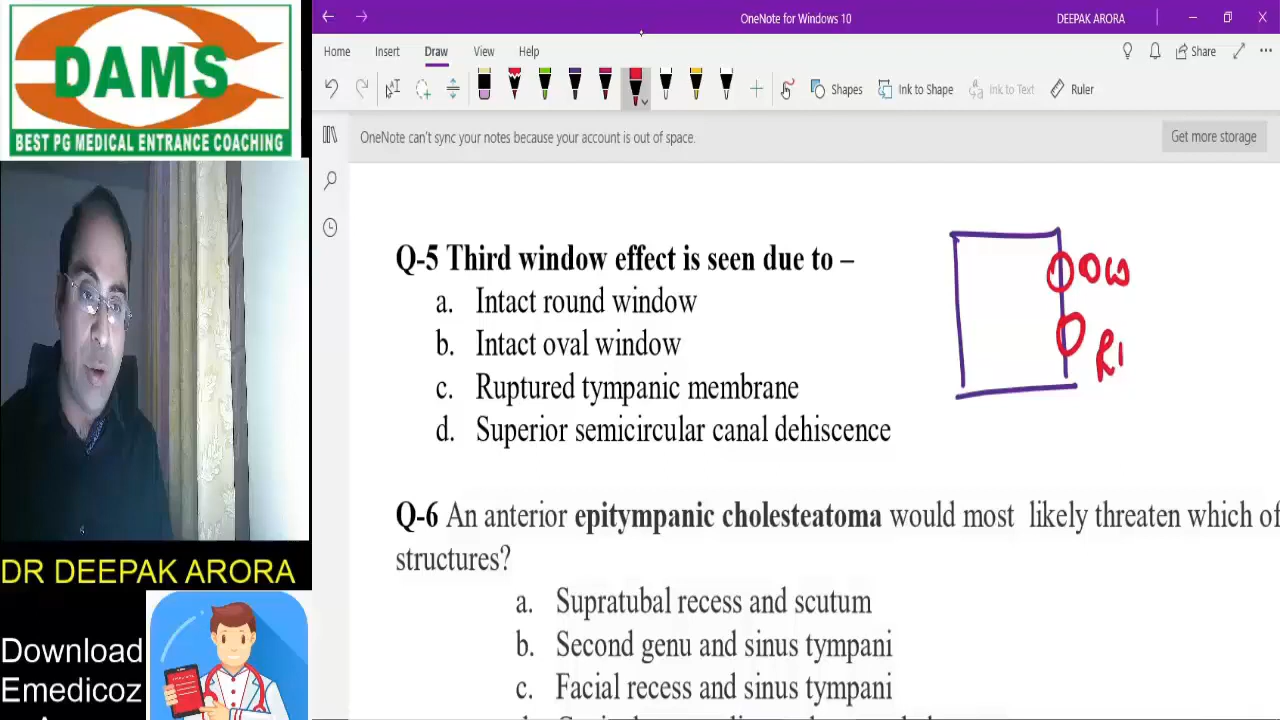 DAMS
BEST PG MEDICAL ENTRANCE COACHING
OneNote for Windows 10
DEEPAK ARORA
Home
Insert
Draw
View
Help
Share
Shapes
Ink to Shape
Ink to Text
Ruler
OneNote can't sync your notes because your account is out of space.
Get more storage
Q-5 Third window effect is seen due to –
a. Intact round window
b. Intact oval window
c. Ruptured tympanic membrane
d. Superior semicircular canal dehiscence
OW
Q-6 An anterior epitympanic cholesteatoma would most likely threaten which of
structures?
a. Supratubal recess and scutum
b. Second genu and sinus tympani
c. Facial recess and sinus tympani
DR DEEPAK ARORA
Download
Emedicoz